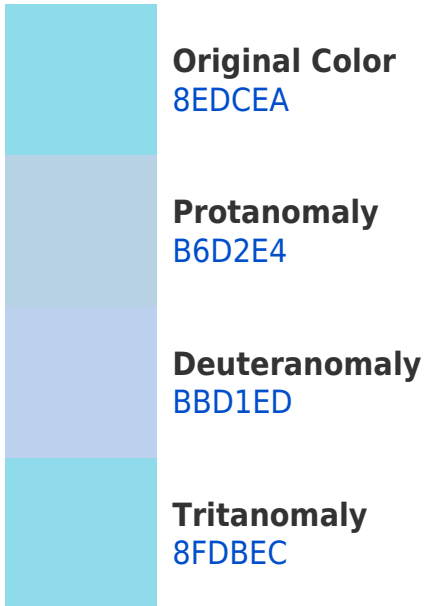 Original Color
8EDCEA
Protanomaly
B6D2E4
Deuteranomaly
BBD1ED
Tritanomaly
8FDBEC